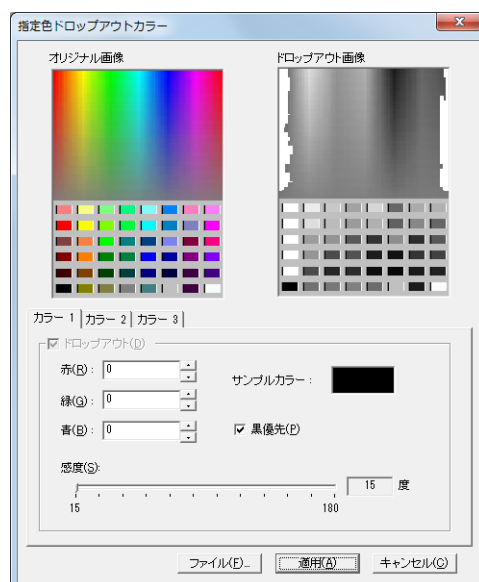 指定色ドロップアウトカラー
オリジナル画像
ドロップアウト画像
カラー 1
カラー 2
カラー 3
ドロップアウト(D)
赤(R): 0
緑(G): 0
青(B): 0
サンプルカラー:
黒優先(P)
感度(S):
15 度
15
180
ファイル(F)...
適用(A)
キャンセル(C)